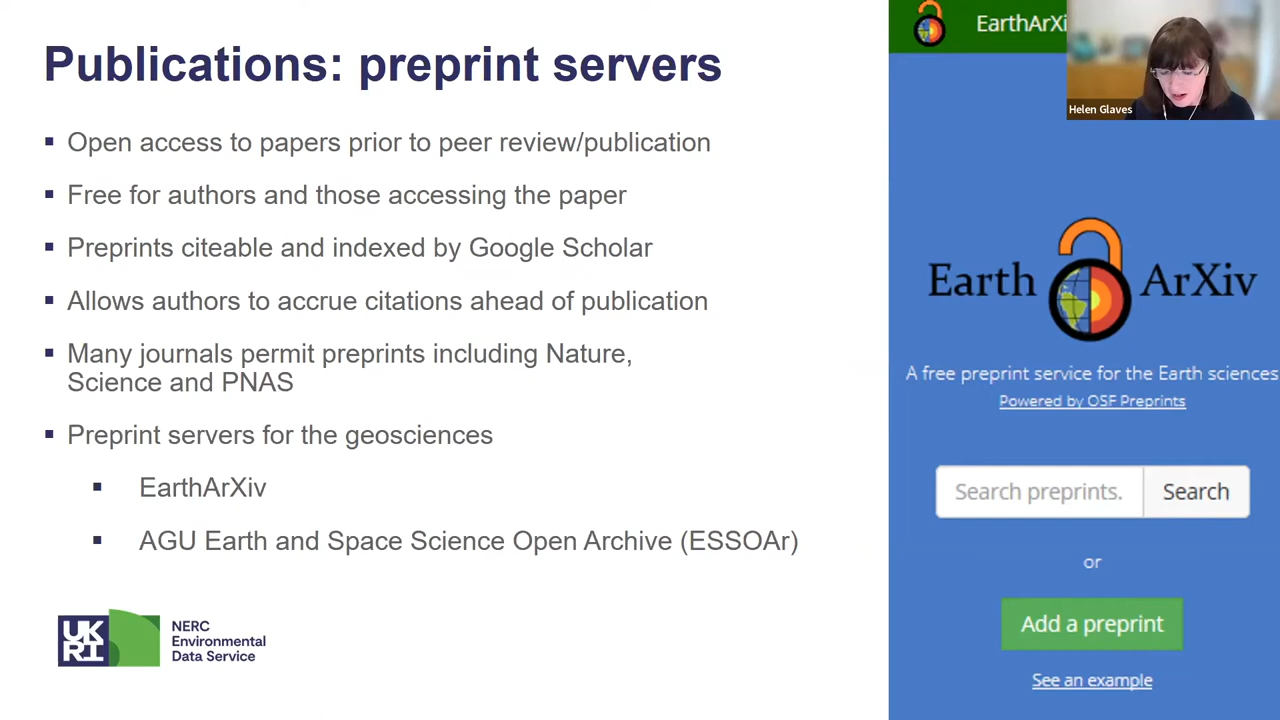 Publications: preprint servers
Open access to papers prior to peer review/publication
Free for authors and those accessing the paper
Preprints citeable and indexed by Google Scholar
Allows authors to accrue citations ahead of publication
Many journals permit preprints including Nature,
Science and PNAS
Preprint servers for the geosciences
EarthArXiv
AGU Earth and Space Science Open Archive (ESSOAr)
UK
RI
NERC
Environmental
Data Service
EarthArXi
Helen Glaves
Earth ArXiv
A free preprint service for the Earth sciences
Powered by OSF Preprints
Search preprints. Search
or
Add a preprint
See an example